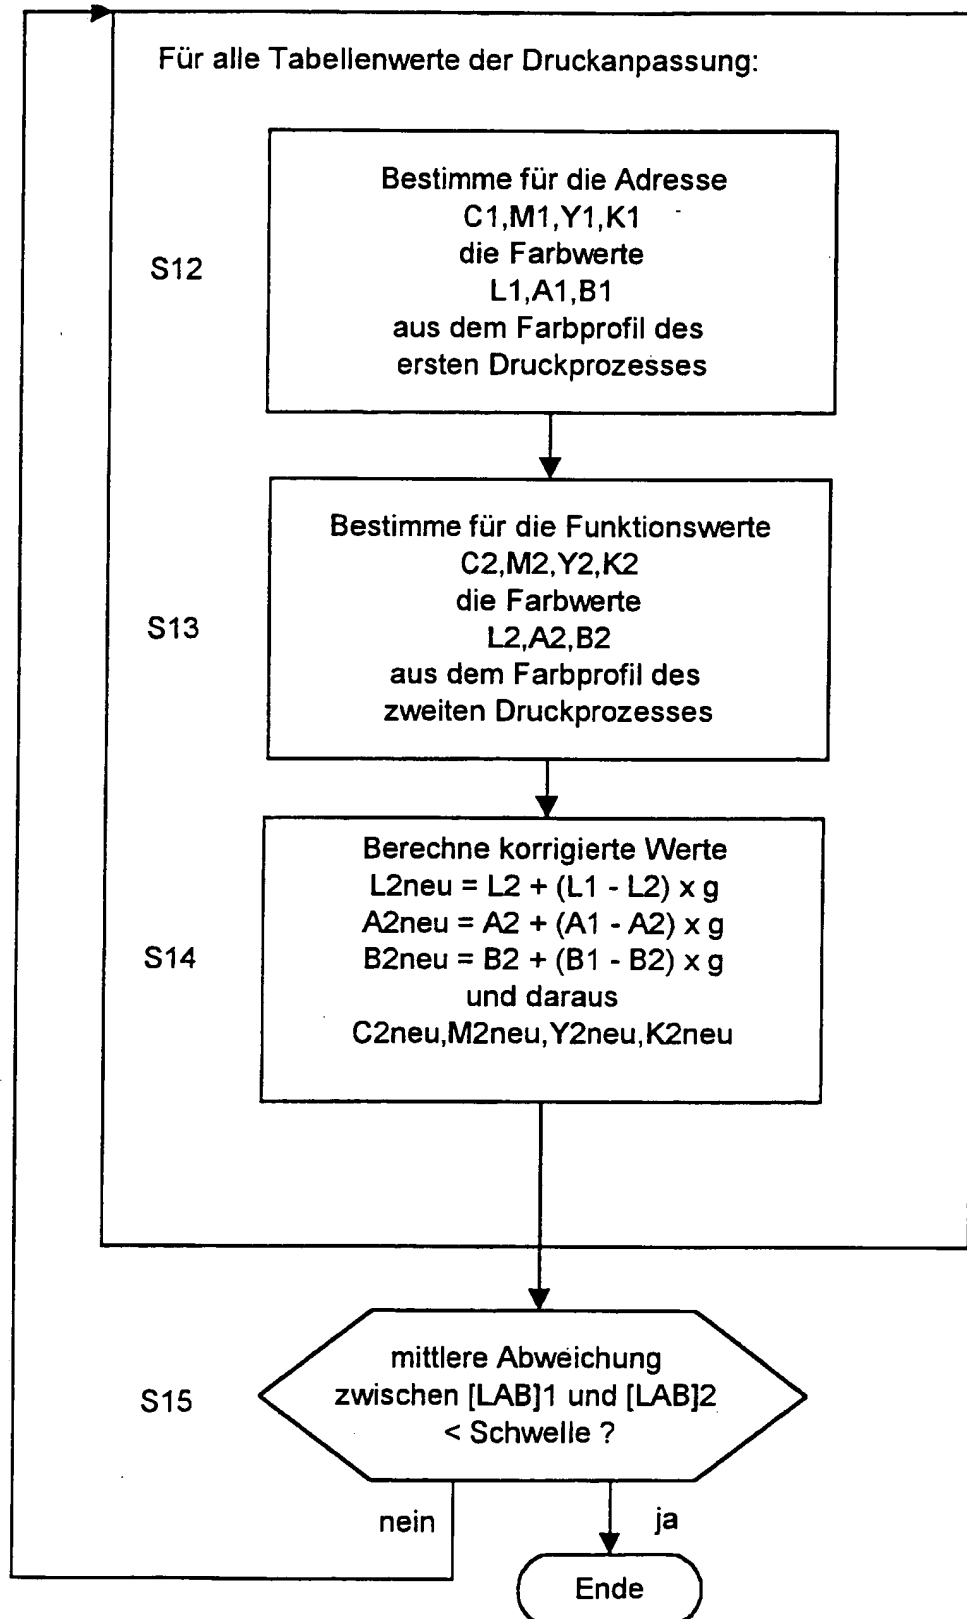 Für alle Tabellenwerte der Druckanpassung:
S12
Bestimme für die Adresse
C1,M1,Y1,K1
die Farbwerte
L1,A1,B1
aus dem Farbprofil des
ersten Druckprozesses
S13
Bestimme für die Funktionswerte
C2,M2,Y2,K2
die Farbwerte
L2,A2,B2
aus dem Farbprofil des
zweiten Druckprozesses
S14
Berechne korrigierte Werte
L2neu = L2 + (L1 - L2) x g
A2neu = A2 + (A1 - A2) x g
B2neu = B2 + (B1 - B2) x g
und daraus
C2neu,M2neu,Y2neu,K2neu
S15
mittlere Abweichung
zwischen [LAB]1 und [LAB]2
< Schwelle ?
nein
ja
Ende